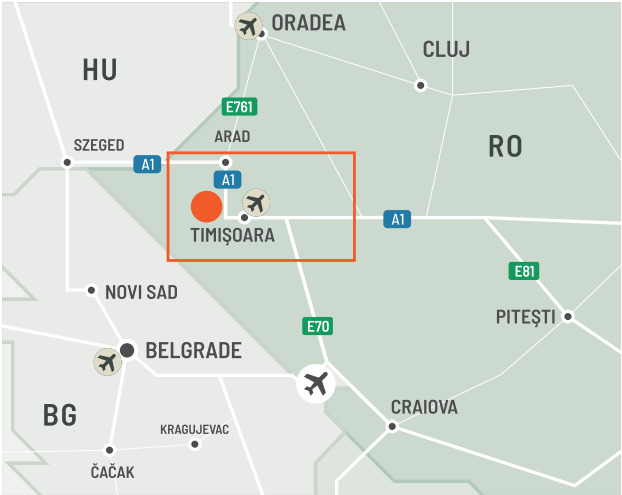 ORADEA
CLUJ
HU
E761
SZEGED
ARAD
RO
A1
A1
A1
TIMIȘOARA
E81
NOVI SAD
PITEȘTI
E70
BELGRADE
BG
CRAIOVA
KRAGUJEVAC
ČAČAK